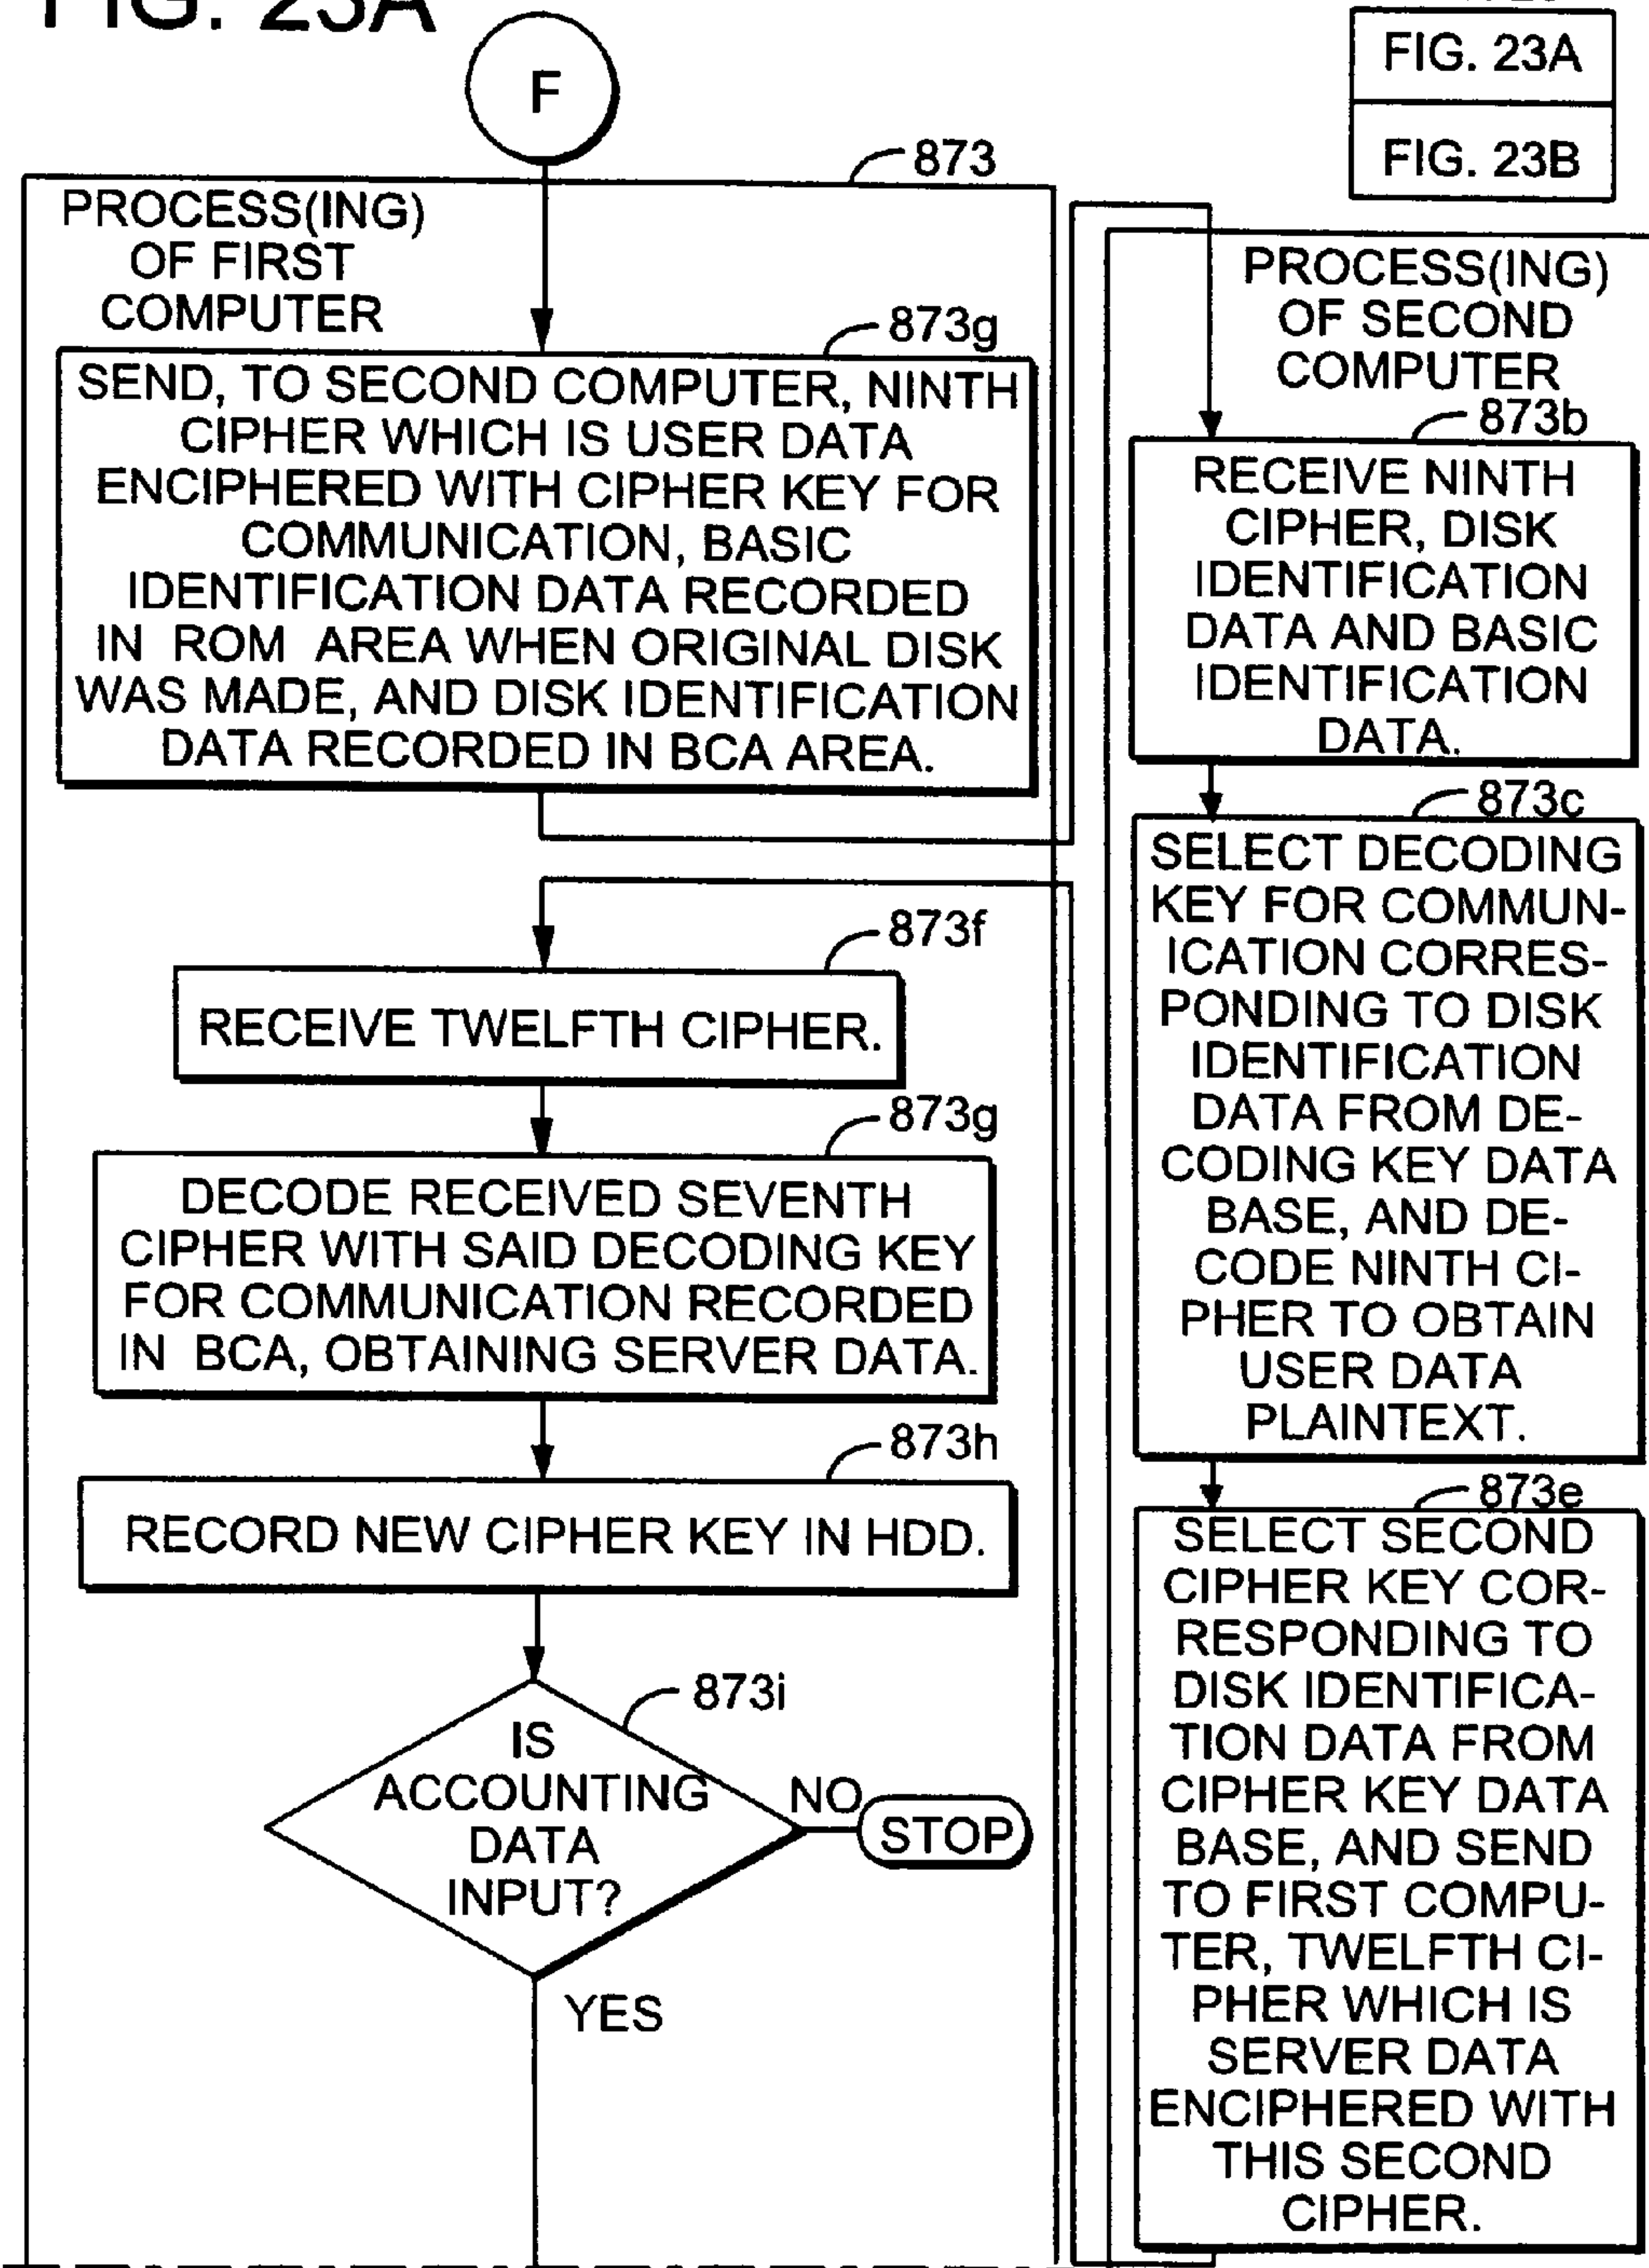 FIG. 23A
F
FIG. 23A
FIG. 23B
873
PROCESS(ING)
OF FIRST
COMPUTER
873g
SEND, TO SECOND COMPUTER, NINTH
CIPHER WHICH IS USER DATA
ENCIPHERED WITH CIPHER KEY FOR
COMMUNICATION, BASIC
IDENTIFICATION DATA RECORDED
IN ROM AREA WHEN ORIGINAL DISK
WAS MADE, AND DISK IDENTIFICATION
DATA RECORDED IN BCA AREA.
873f
RECEIVE TWELFTH CIPHER.
873g
DECODE RECEIVED SEVENTH
CIPHER WITH SAID DECODING KEY
FOR COMMUNICATION RECORDED
IN BCA, OBTAINING SERVER DATA.
873h
RECORD NEW CIPHER KEY IN HDD.
873i
IS
ACCOUNTING
DATA
INPUT?
NO
STOP
YES
PROCESS(ING)
OF SECOND
COMPUTER
873b
RECEIVE NINTH
CIPHER, DISK
IDENTIFICATION
DATA AND BASIC
IDENTIFICATION
DATA.
873c
SELECT DECODING
KEY FOR COMMUN-
ICATION CORRES-
PONDING TO DISK
IDENTIFICATION
DATA FROM DE-
CODING KEY DATA
BASE, AND DE-
CODE NINTH CI-
PHER TO OBTAIN
USER DATA
PLAINTEXT.
873e
SELECT SECOND
CIPHER KEY COR-
RESPONDING TO
DISK IDENTIFICA-
TION DATA FROM
CIPHER KEY DATA
BASE, AND SEND
TO FIRST COMPU-
TER, TWELFTH CI-
PHER WHICH IS
SERVER DATA
ENCIPHERED WITH
THIS SECOND
CIPHER.